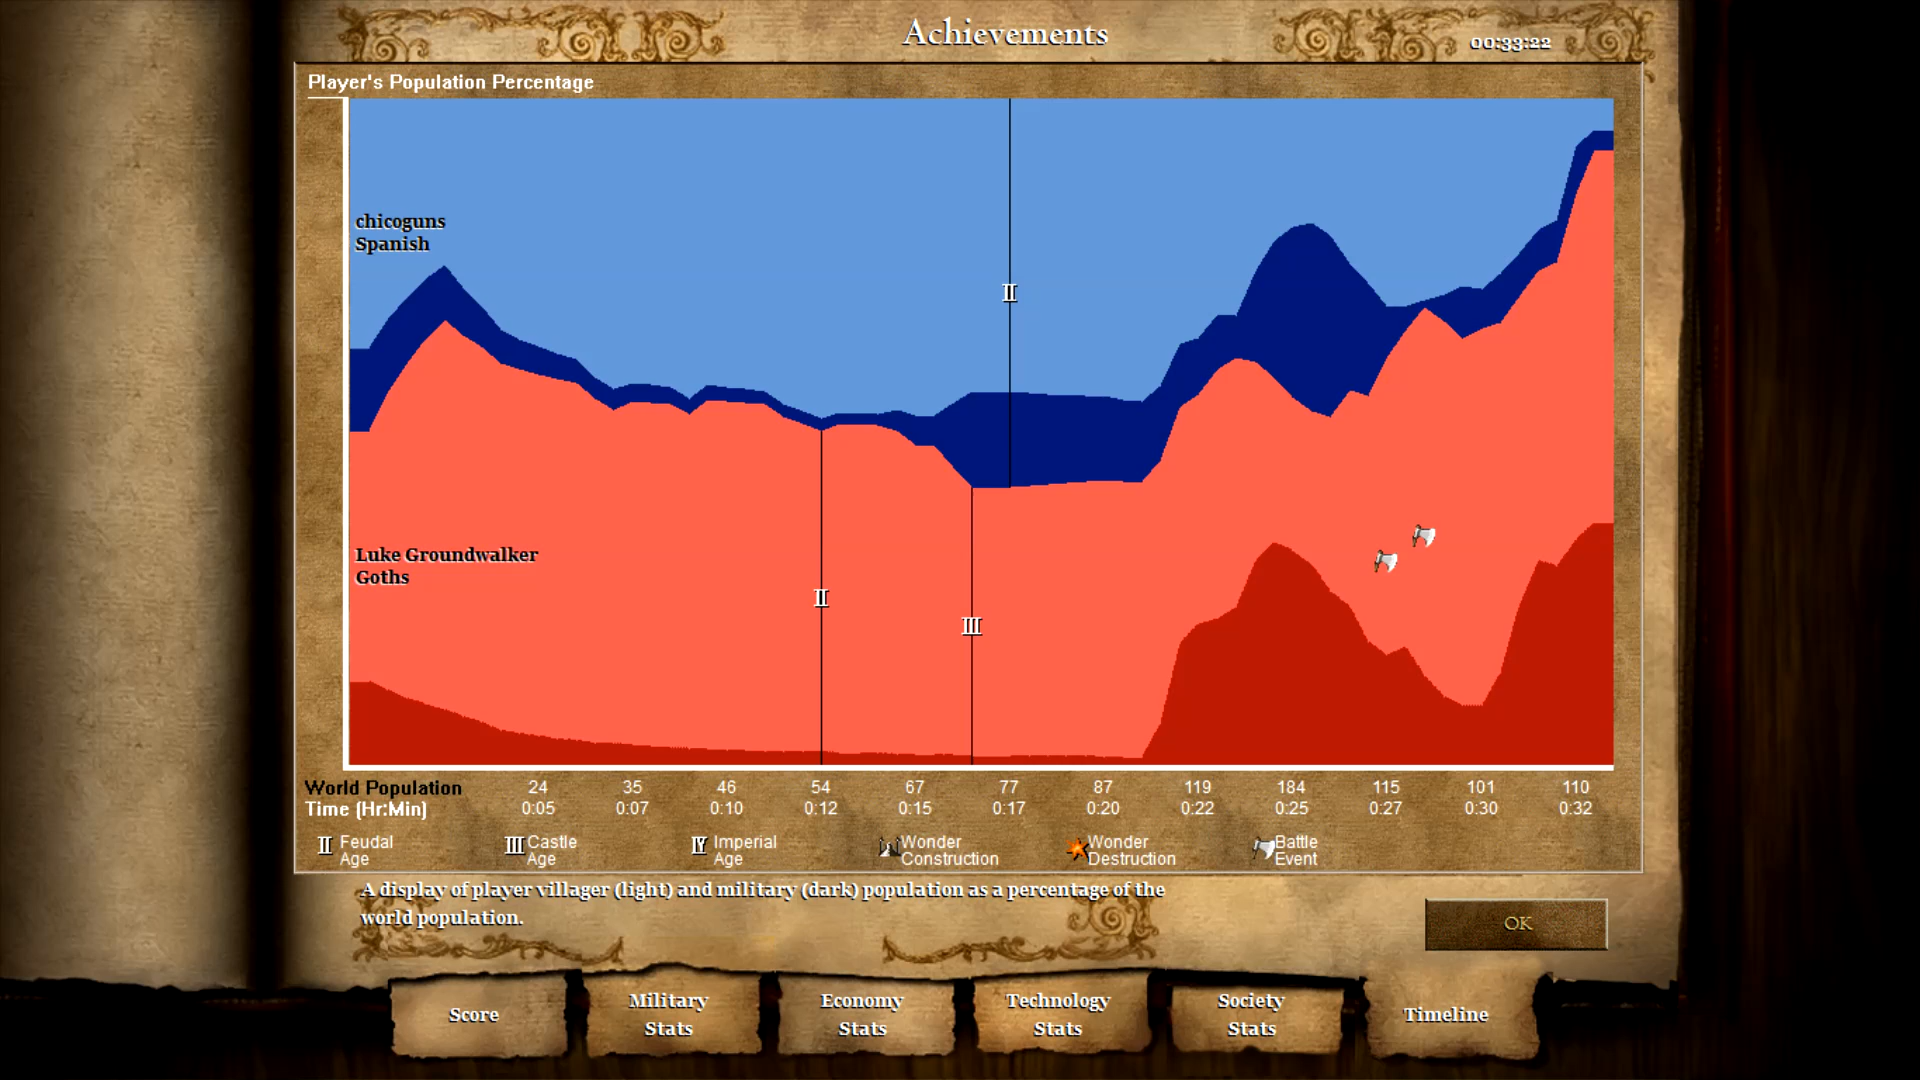 Achievements
00:33:22
Player's Population Percentage
chicoguns
Spanish
II
Luke Groundwalker
Goths
II
III
World Population 24 35 46 54 67 77 87 119 184 115 101 110
Time (Hr:Min) 0:05 0:07 0:10 0:12 0:15 0:17 0:20 0:22 0:25 0:27 0:30 0:32
II Feudal Age
III Castle Age
IV Imperial Age
Wonder Construction
Wonder Destruction
Battle Event
A display of player villager (light) and military (dark) population as a percentage of the
world population.
OK
Score
Military
Stats
Economy
Stats
Technology
Stats
Society
Stats
Timeline